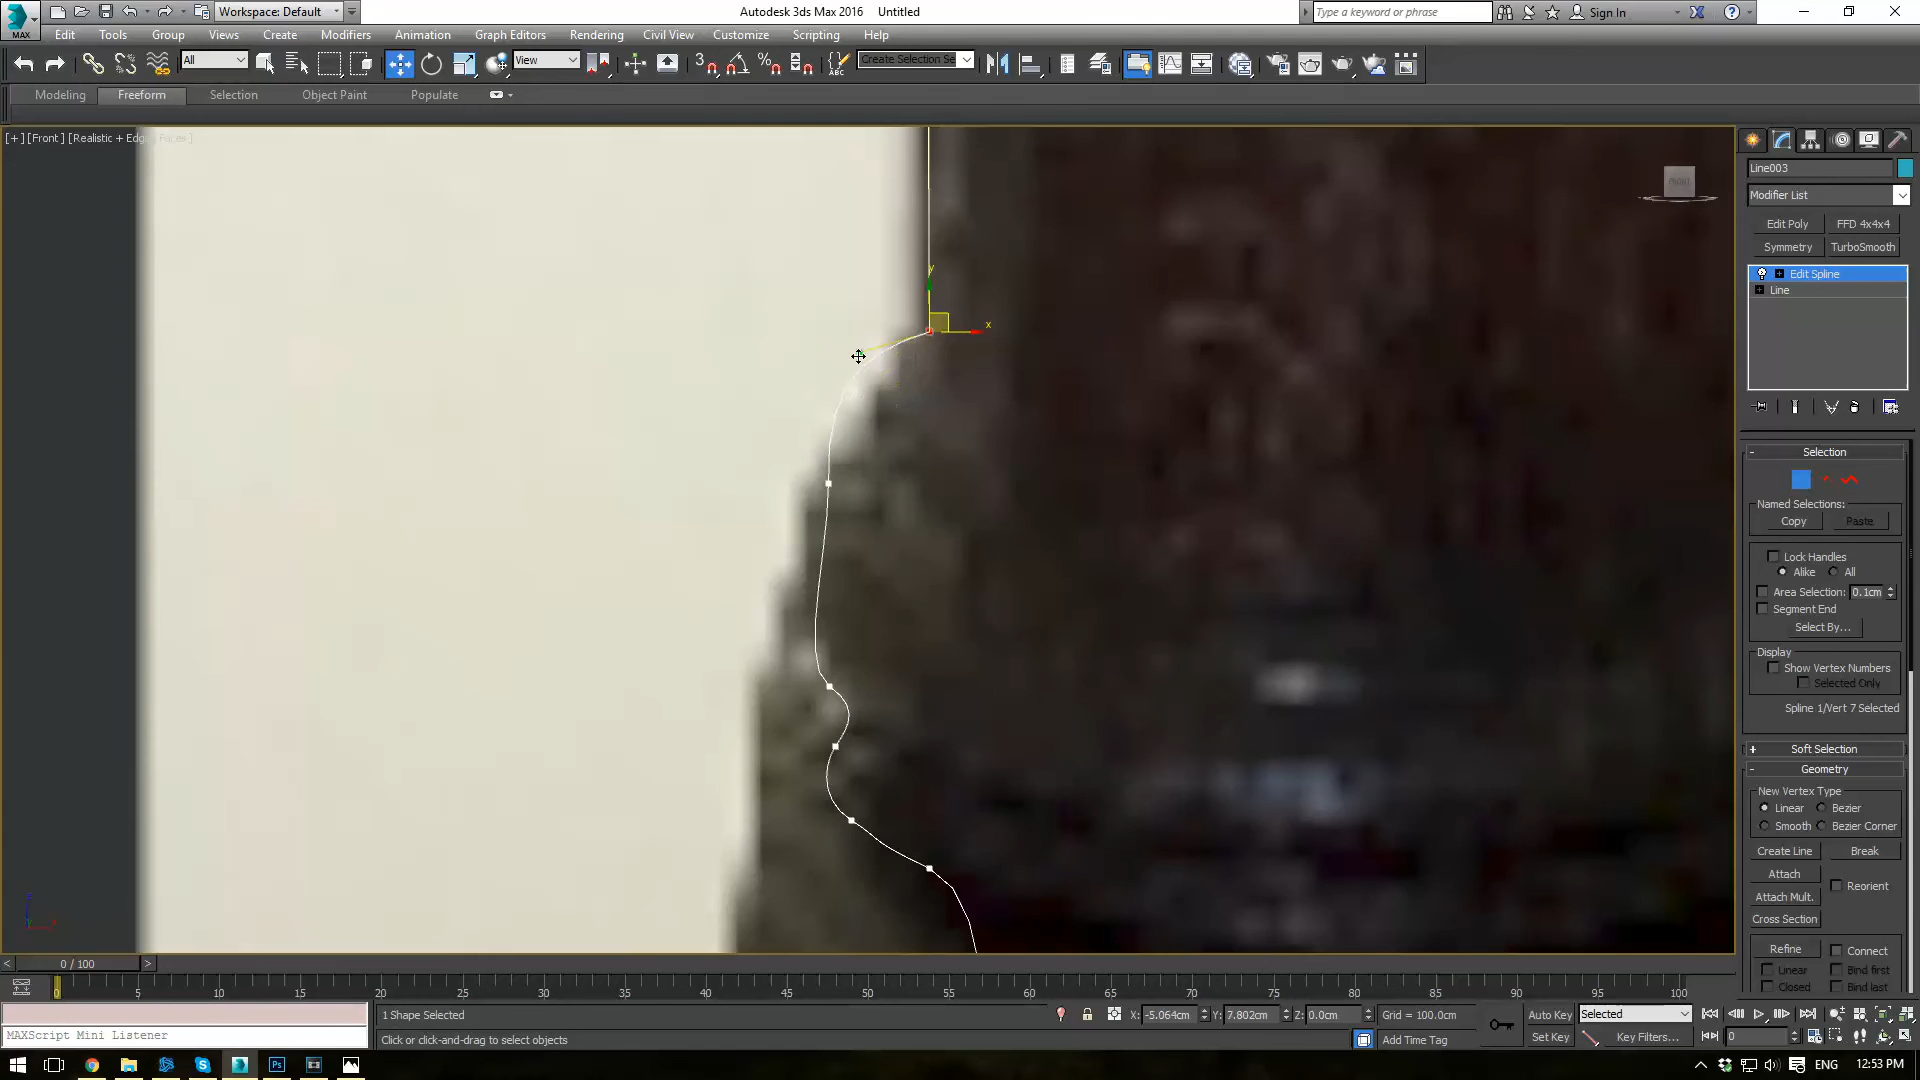 Workspace: Default
Autodesk 3ds Max 2016    Untitled
Type a keyword or phrase
Sign In
MAX
Edit Tools Group Views Create Modifiers Animation Graph Editors Rendering Civil View Customize Scripting Help
All
View
3
ABC
Create Selection Se
Modeling Freeform Selection Object Paint Populate
[+] [Front] [Realistic + Edged Faces]
FRONT
y
x
Line003
Modifier List
Edit Poly FFD 4x4x4
Symmetry TurboSmooth
Edit Spline
Line
Selection
Named Selections:
Copy Paste
Lock Handles
Alike All
Area Selection: 0.1cm
Segment End
Select By...
Display
Show Vertex Numbers
Selected Only
Spline 1/Vert 7 Selected
Soft Selection
Geometry
New Vertex Type
Linear Bezier
Smooth Bezier Corner
Create Line Break
Attach
Reorient
Attach Mult.
Cross Section
Refine Connect
Linear Bind first
Closed Bind last
0 / 100
0 5 10 15 20 25 30 35 40 45 50 55 60 65 70 75 80 85 90 95 100
1 Shape Selected
X: -5.064cm Y: 7.802cm Z: 0.0cm
Grid = 100.0cm
Auto Key Selected
MAXScript Mini Listener
Click or click-and-drag to select objects
Add Time Tag
Set Key Key Filters...
0
ENG
12:53 PM